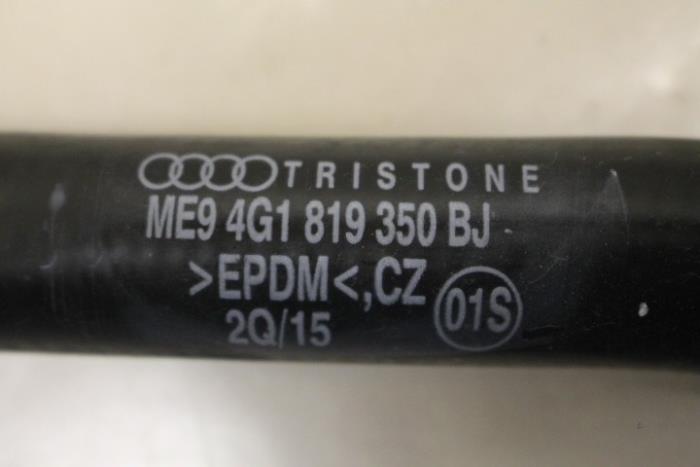 TRISTONE
ME9 4G1 819 350 BJ
>EPDM<,CZ
01S
2Q/15